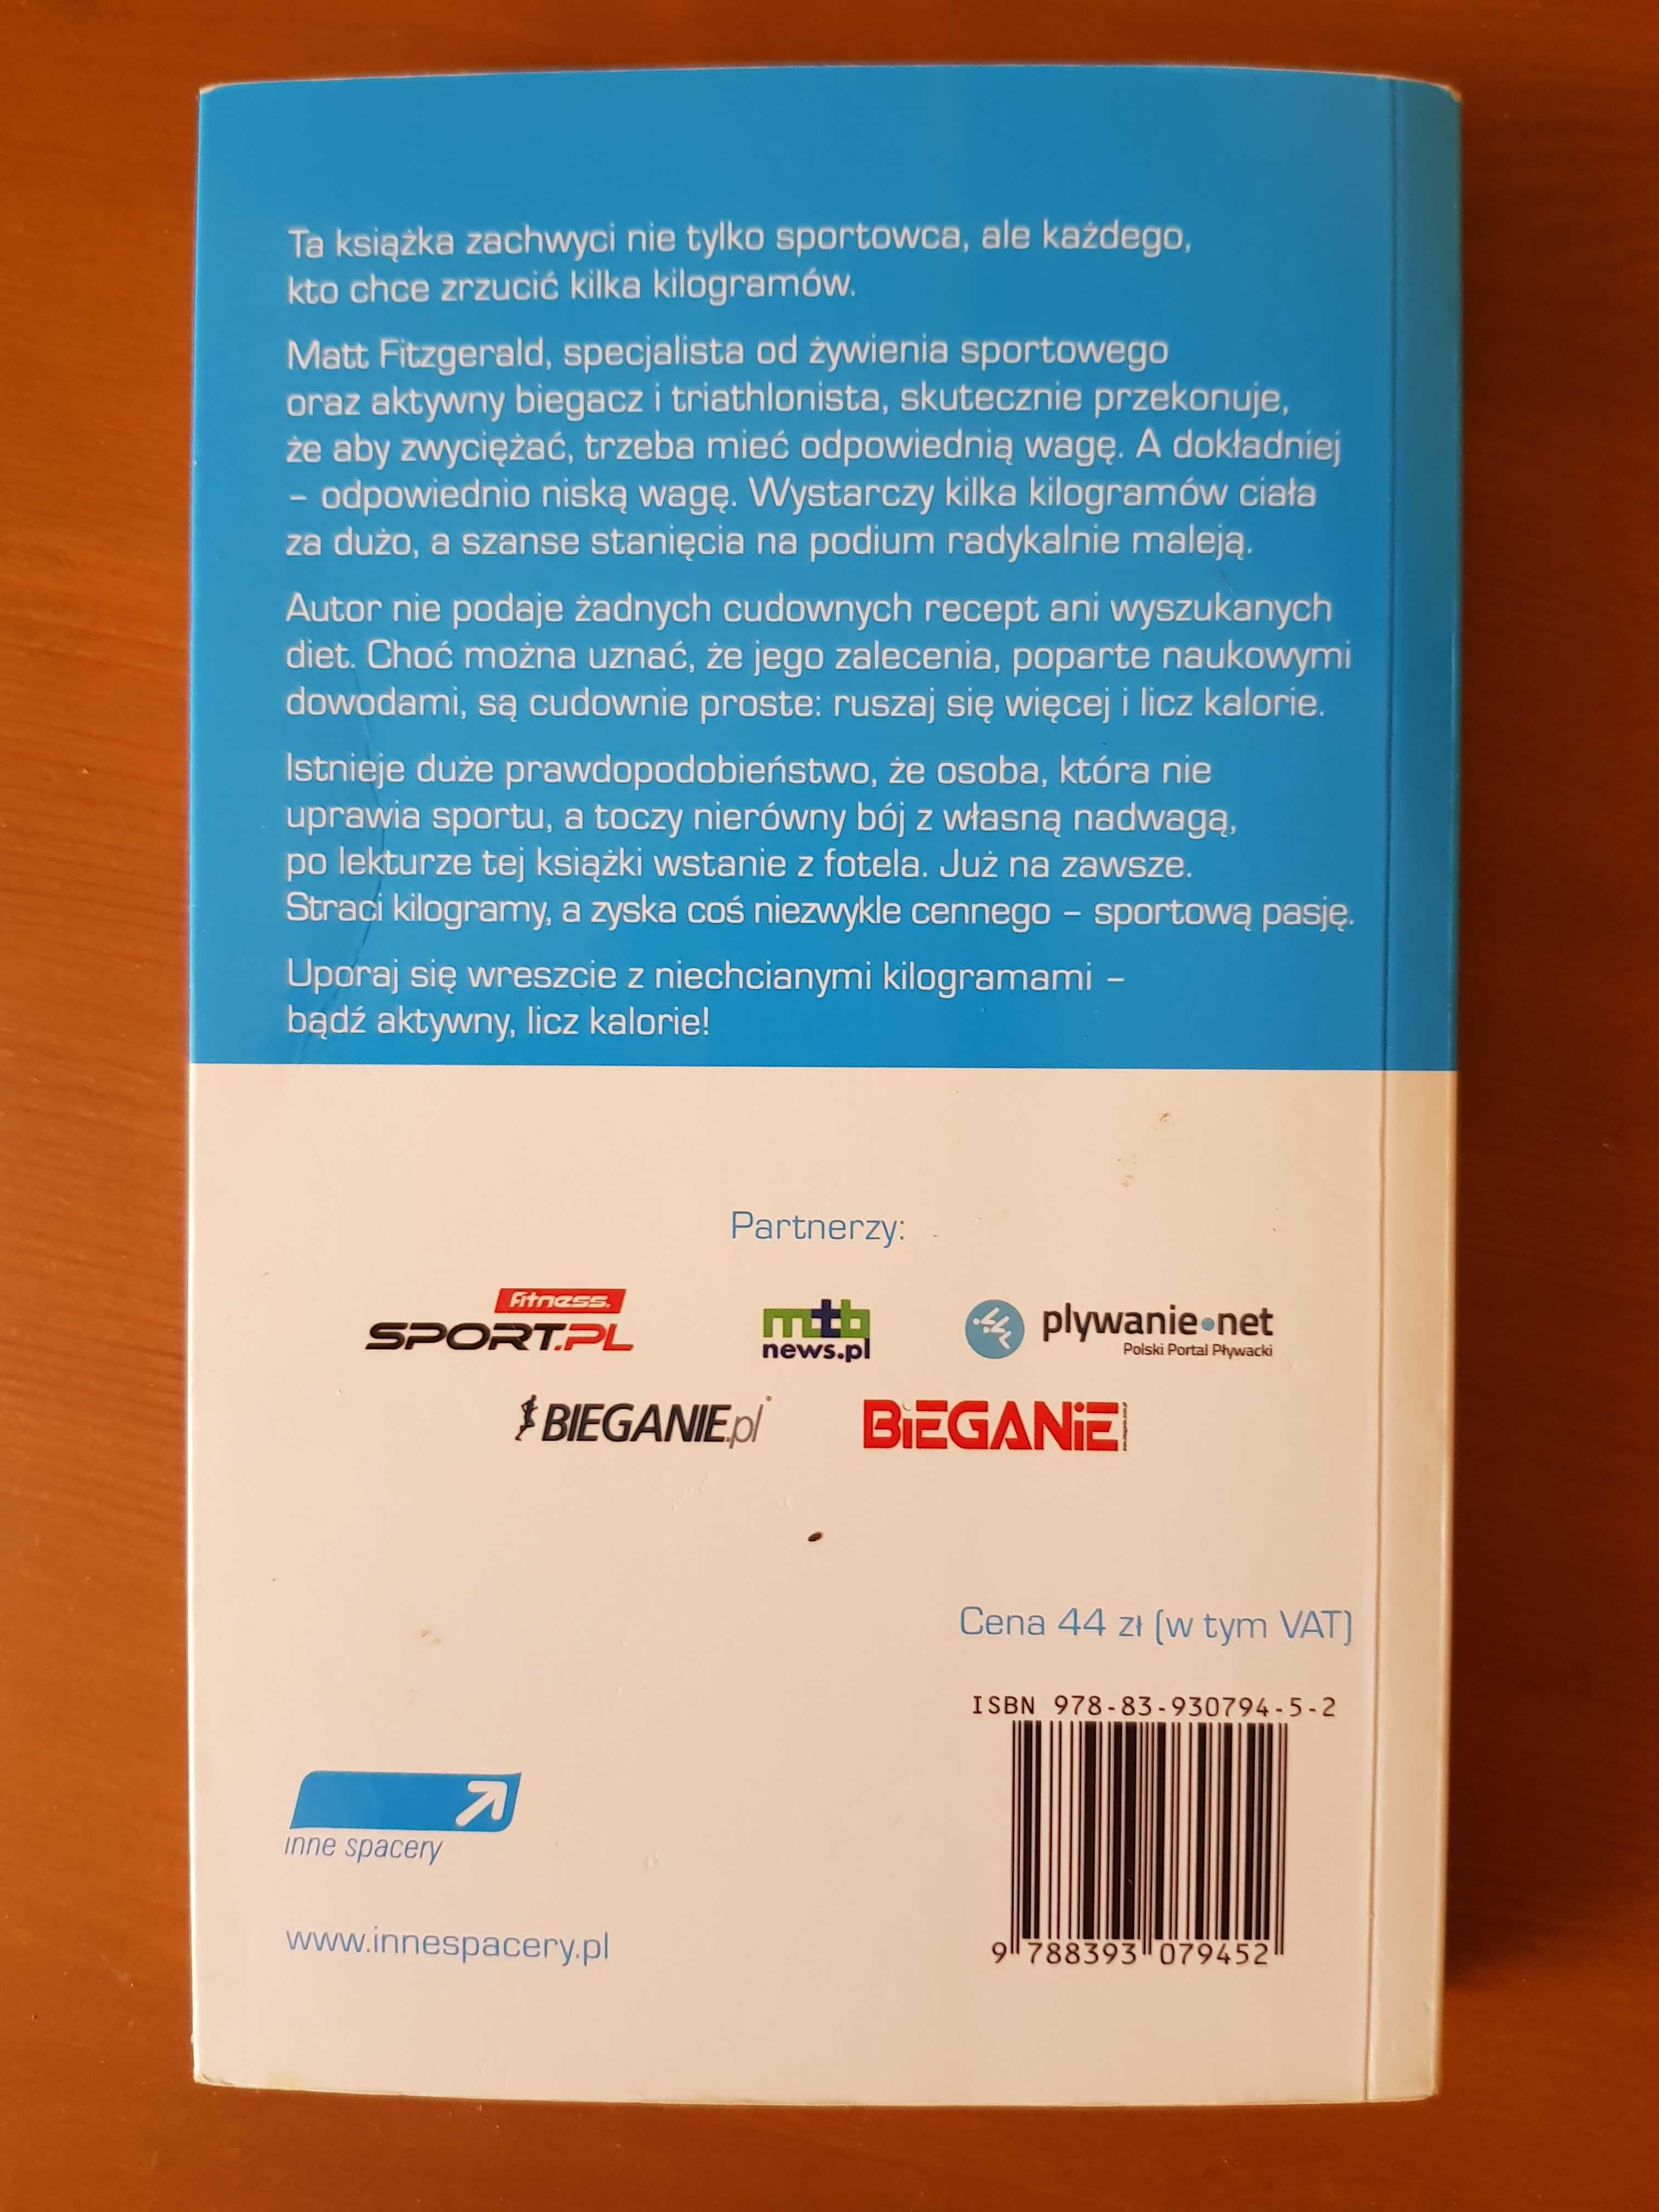 Ta książka zachwyci nie tylko sportowca, ale każdego,
kto chce zrzucić kilka kilogramów.
Matt Fitzgerald, specjalista od żywienia sportowego
oraz aktywny biegacz i triathlonista, skutecznie przekonuje,
że aby zwyciężać, trzeba mieć odpowiednią wagę. A dokładniej
– odpowiednio niską wagę. Wystarczy kilka kilogramów ciała
za dużo, a szanse stanięcia na podium radykalnie maleją.
Autor nie podaje żadnych cudownych recept ani wyszukanych
diet. Choć można uznać, że jego zalecenia, poparte naukowymi
dowodami, są cudownie proste: ruszaj się więcej i licz kalorie.
Istnieje duże prawdopodobieństwo, że osoba, która nie
uprawia sportu, a toczy nierówny bój z własną nadwagą,
po lekturze tej książki wstanie z fotela. Już na zawsze.
Straci kilogramy, a zyska coś niezwykle cennego – sportową pasję.
Uporaj się wreszcie z niechcianymi kilogramami –
bądź aktywny, licz kalorie!
Partnerzy:
fitness.
SPORT.PL
mtb
news.pl
plywanie•net
Polski Portal Pływacki
BIEGANIE.pl
BiEGANiE
Cena 44 zł (w tym VAT)
ISBN 978-83-930794-5-2
9 788393 079452
inne spacery
www.innespacery.pl